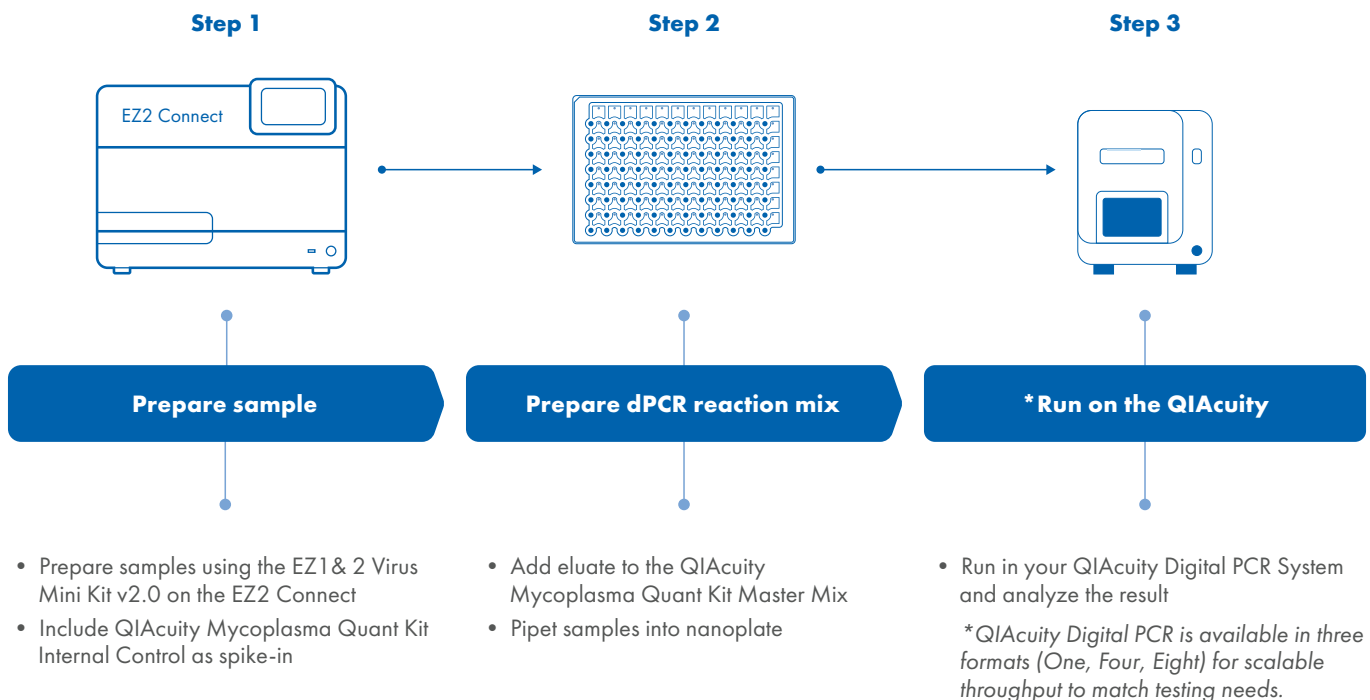 Step 1
Step 2
Step 3
EZ2 Connect
Prepare sample
Prepare dPCR reaction mix
*Run on the QIAcuity
• Prepare samples using the EZ1& 2 Virus
Mini Kit v2.0 on the EZ2 Connect
• Include QIAcuity Mycoplasma Quant Kit
Internal Control as spike-in
• Add eluate to the QIAcuity
Mycoplasma Quant Kit Master Mix
• Pipet samples into nanoplate
• Run in your QIAcuity Digital PCR System
and analyze the result
*QIAcuity Digital PCR is available in three
formats (One, Four, Eight) for scalable
throughput to match testing needs.